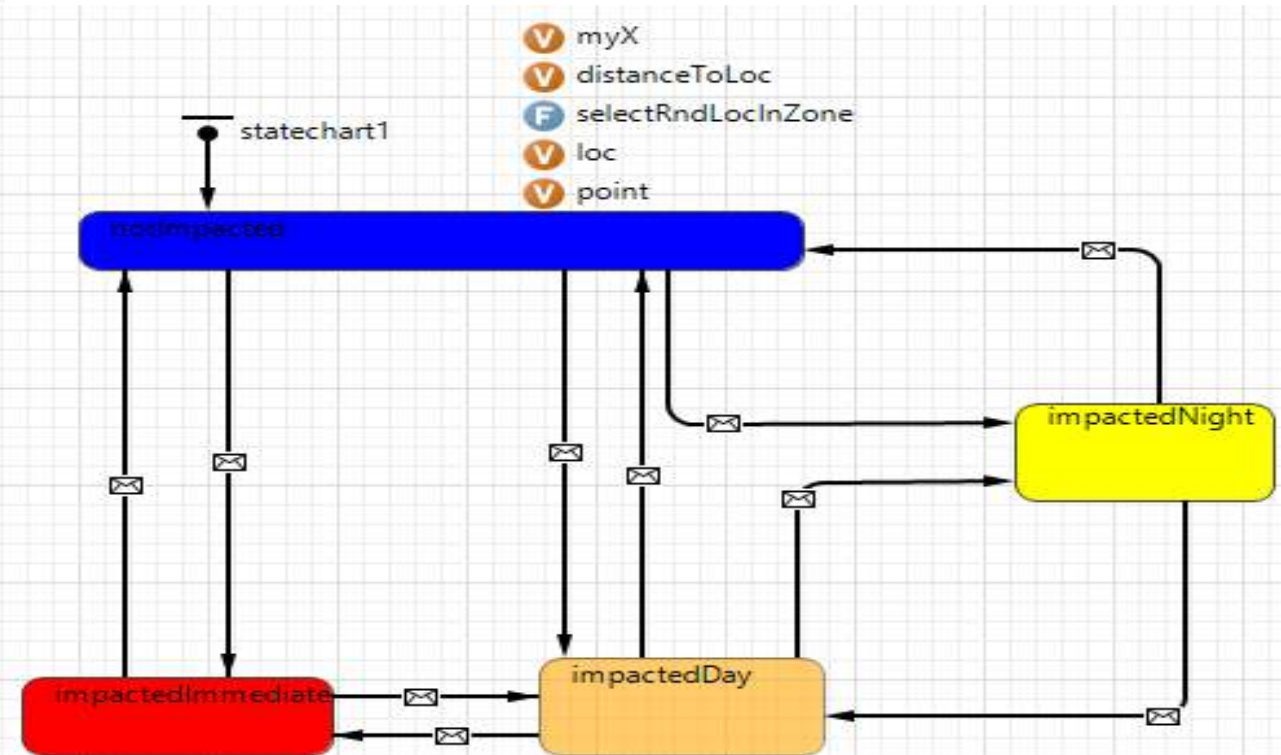 V myX
V distanceToLoc
F selectRndLocInZone
V loc
V point
statechart1
notImpacted
impactedNight
impactedDay
impactedImmediate